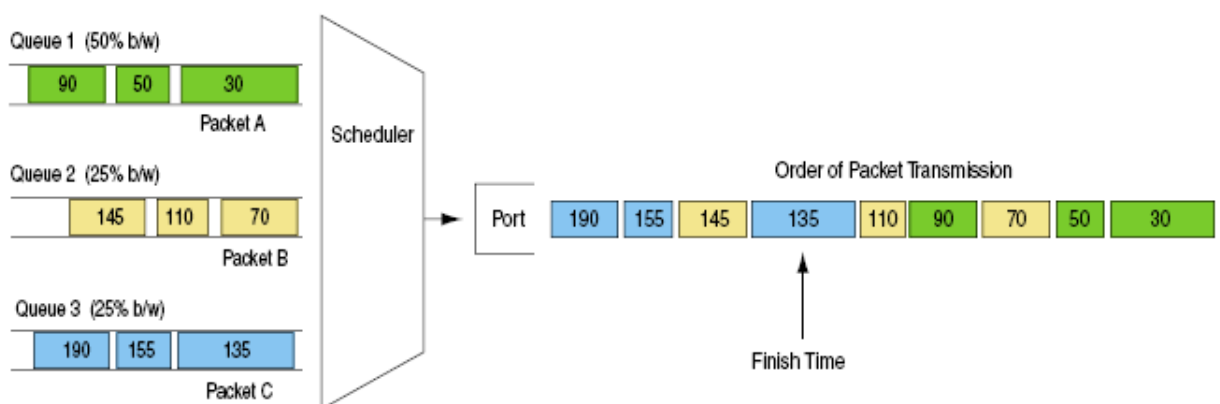 Queue 1 (50% b/w)
90 50 30
Packet A
Queue 2 (25% b/w)
145 110 70
Packet B
Queue 3 (25% b/w)
190 155 135
Packet C
Scheduler
Port
Order of Packet Transmission
190 155 145 135 110 90 70 50 30
Finish Time